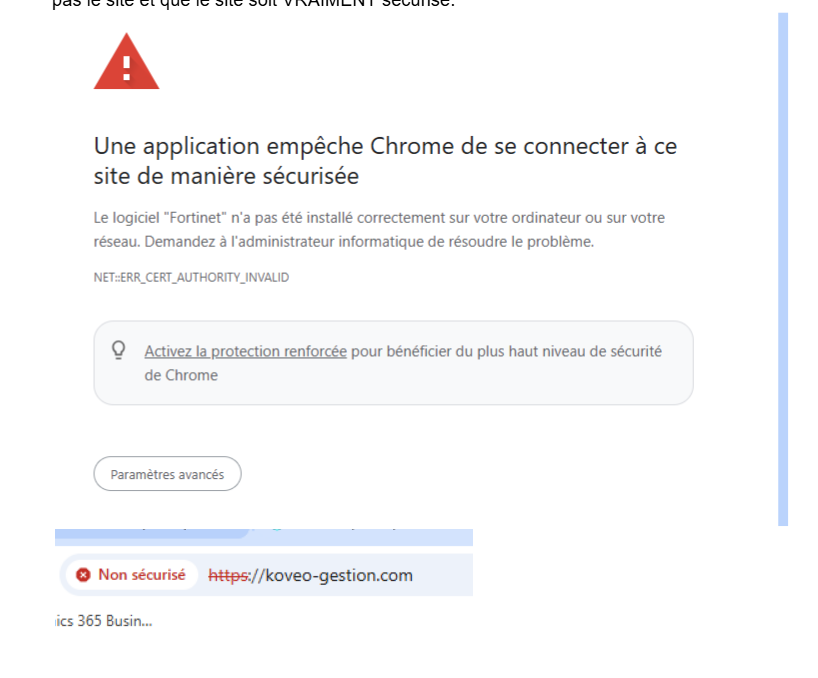 pas le site et que le site soit VRAIMENT sécurisé.
Une application empêche Chrome de se connecter à ce
site de manière sécurisée
Le logiciel "Fortinet" n'a pas été installé correctement sur votre ordinateur ou sur votre
réseau. Demandez à l'administrateur informatique de résoudre le problème.
NET::ERR_CERT_AUTHORITY_INVALID
Activez la protection renforcée pour bénéficier du plus haut niveau de sécurité
de Chrome
Paramètres avancés
Non sécurisé https://koveo-gestion.com
ics 365 Busin...